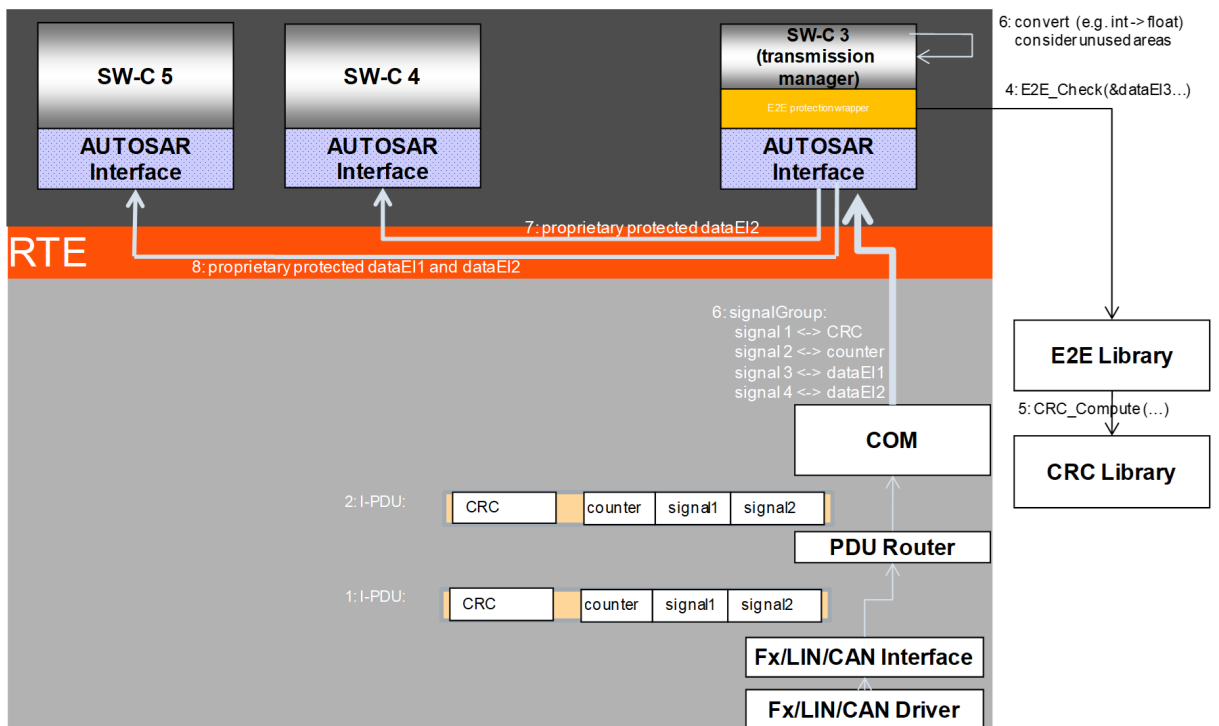 SW-C 5
AUTOSAR
Interface
SW-C 4
AUTOSAR
Interface
SW-C 3
(transmission
manager)
E2E protection wrapper
AUTOSAR
Interface
6: convert (e.g. int->float)
consider unused areas
4: E2E_Check(&dataEl3...)
7: proprietary protected dataEl2
RTE
8: proprietary protected dataEl1 and dataEl2
6: signalGroup:
signal 1 <-> CRC
signal 2 <-> counter
signal 3 <-> dataEl1
signal 4 <-> dataEl2
E2E Library
5: CRC_Compute(...)
CRC Library
COM
2: I-PDU:
CRC
counter
signal1
signal2
PDU Router
1: I-PDU:
CRC
counter
signal1
signal2
Fx/LIN/CAN Interface
Fx/LIN/CAN Driver